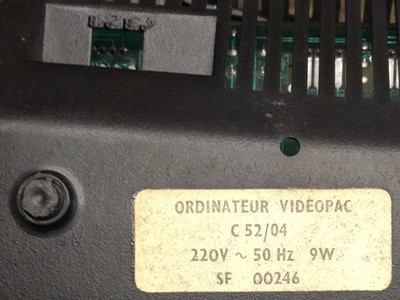 ORDINATEUR VIDEOPAC
C 52/04
220V ~ 50 Hz 9W
SF 00246